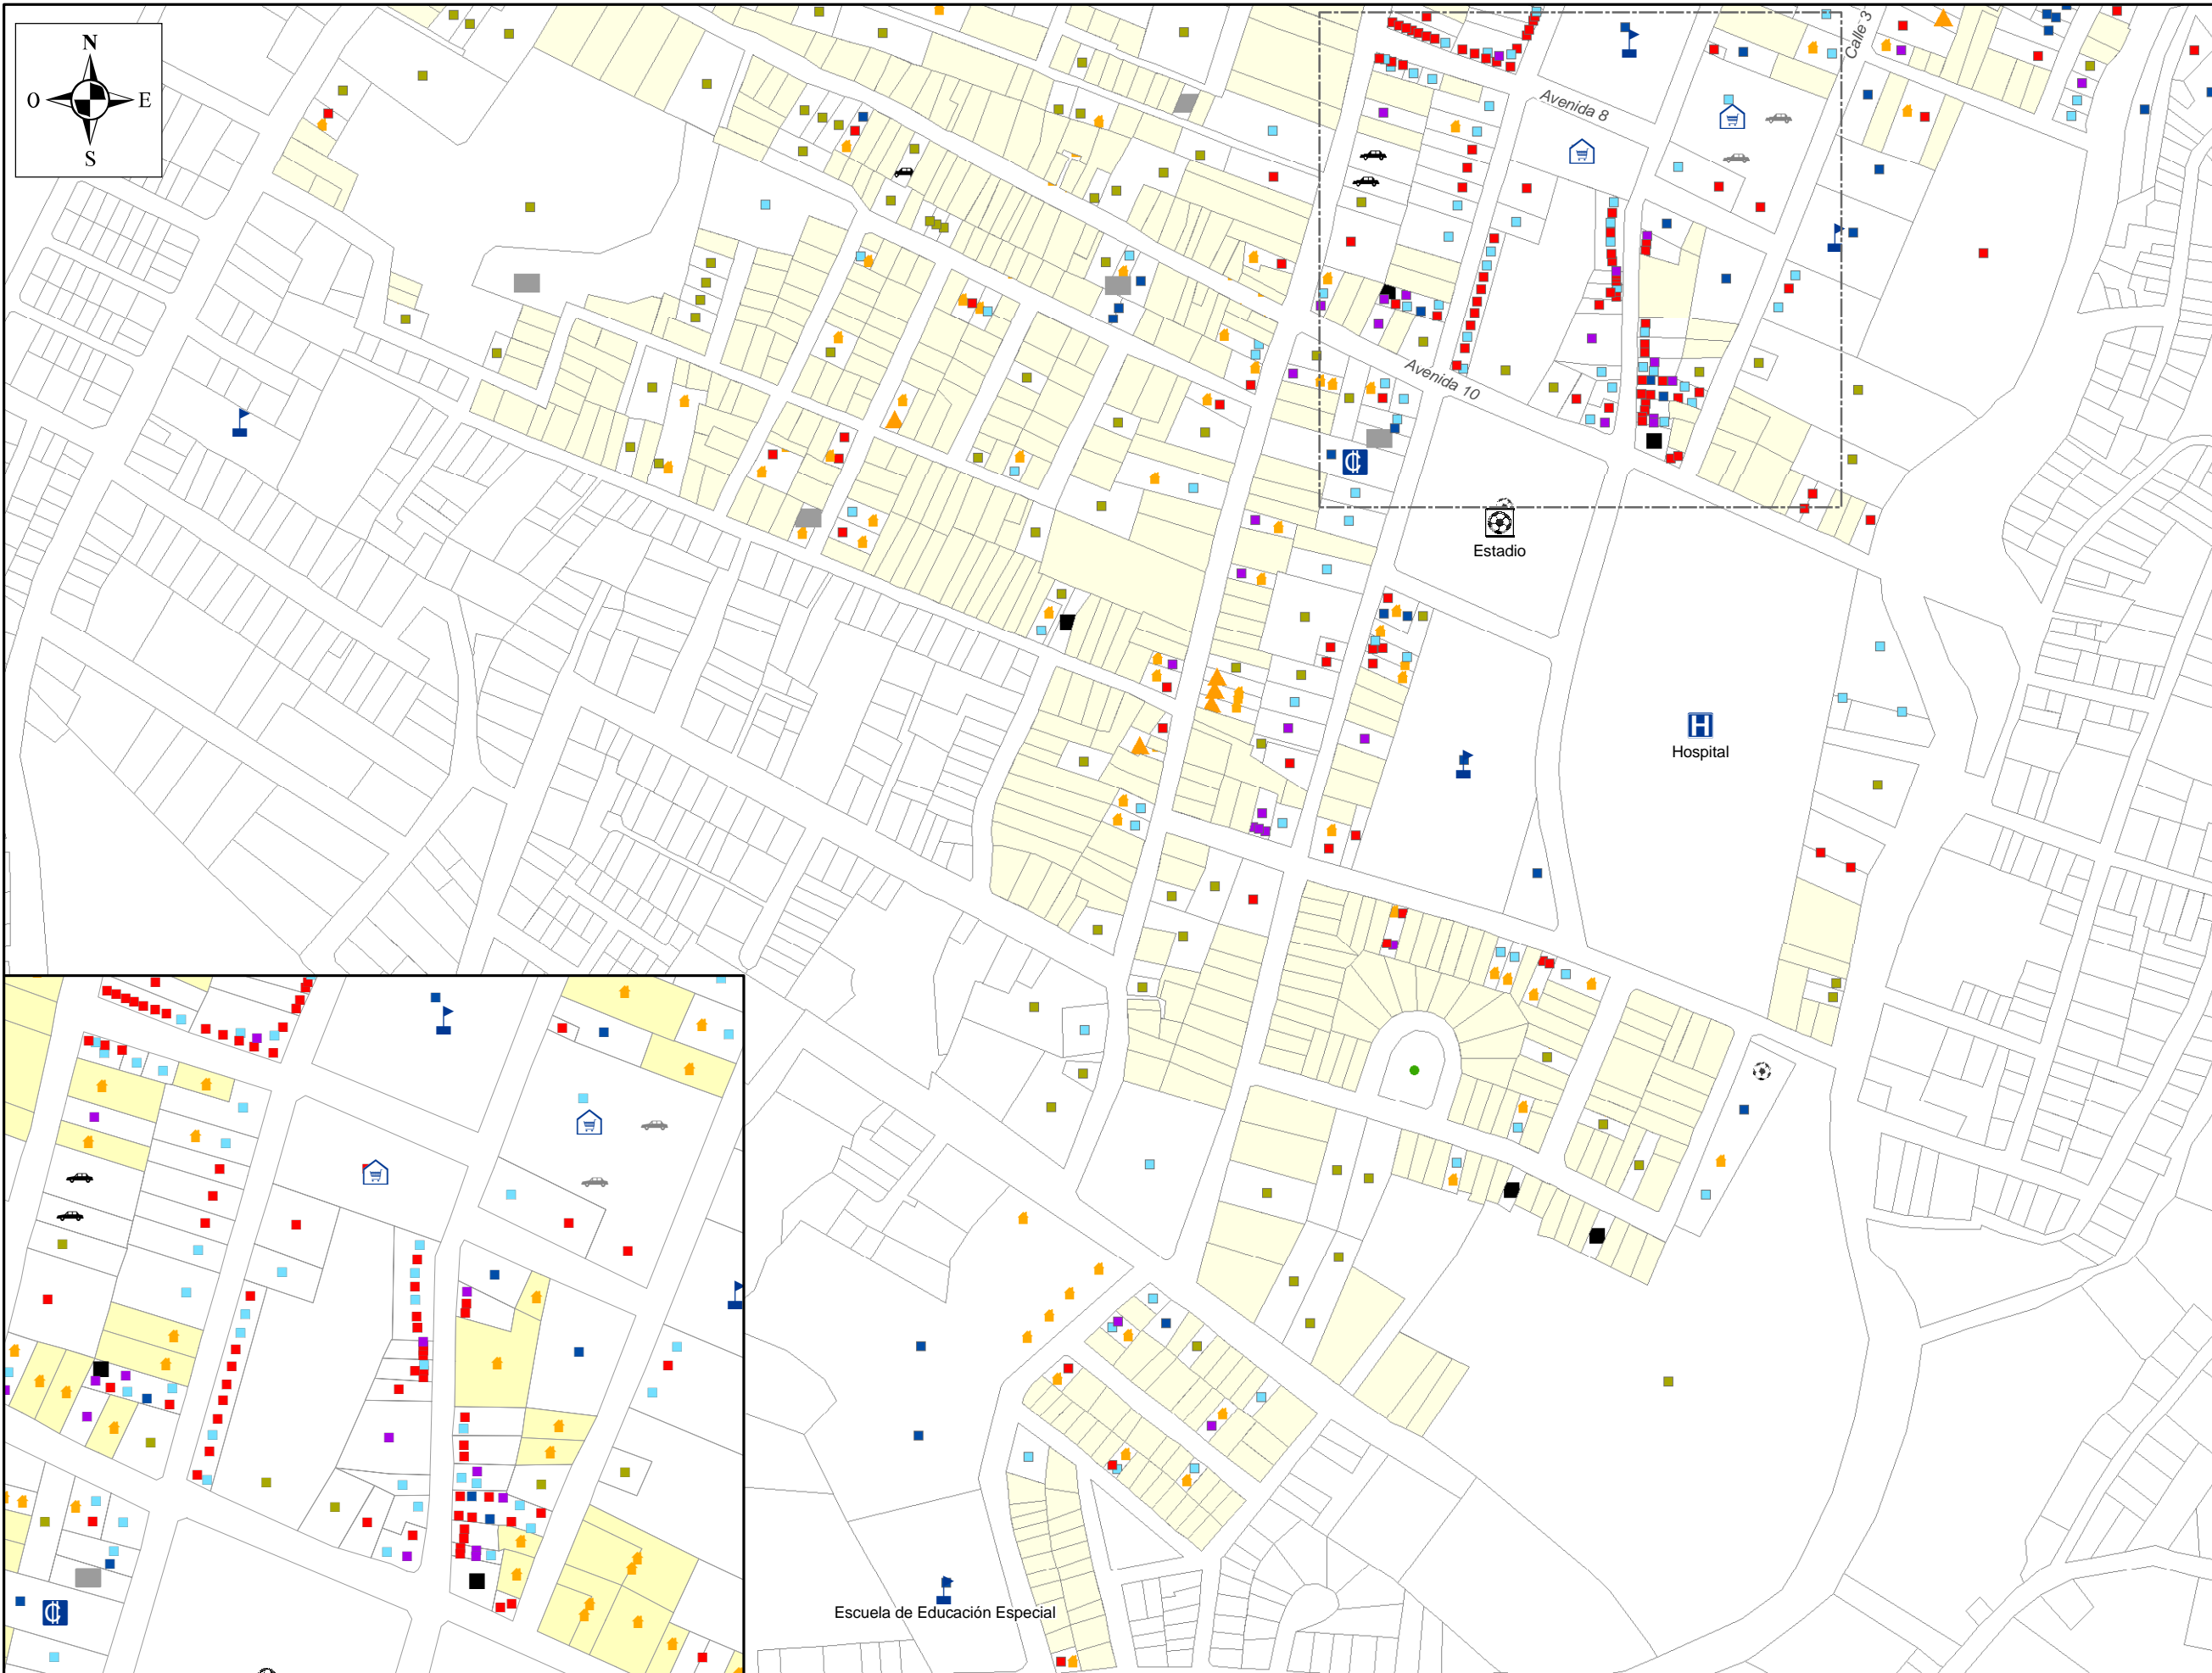 N
O
E
S
Calle 3
Avenida 8
Avenida 10
₡
Estadio
H
Hospital
₡
Escuela de Educación Especial